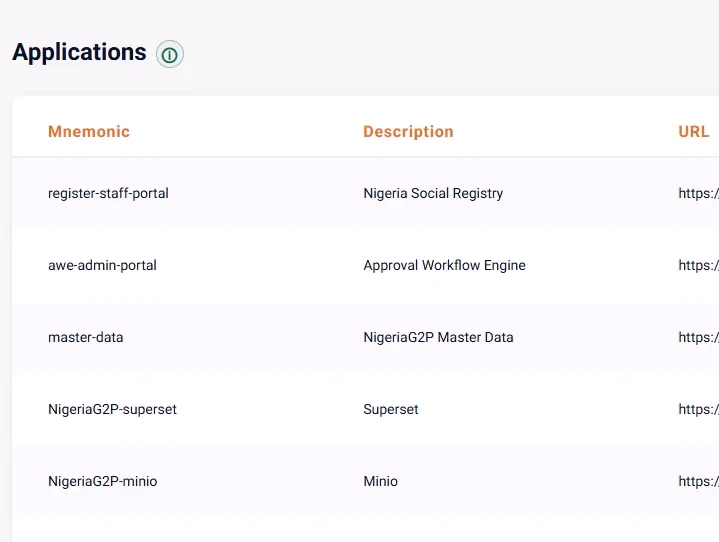 Applications
Mnemonic Description URL
register-staff-portal Nigeria Social Registry https:/
awe-admin-portal Approval Workflow Engine https:/
master-data NigeriaG2P Master Data https:/
NigeriaG2P-superset Superset https:/
NigeriaG2P-minio Minio https:/